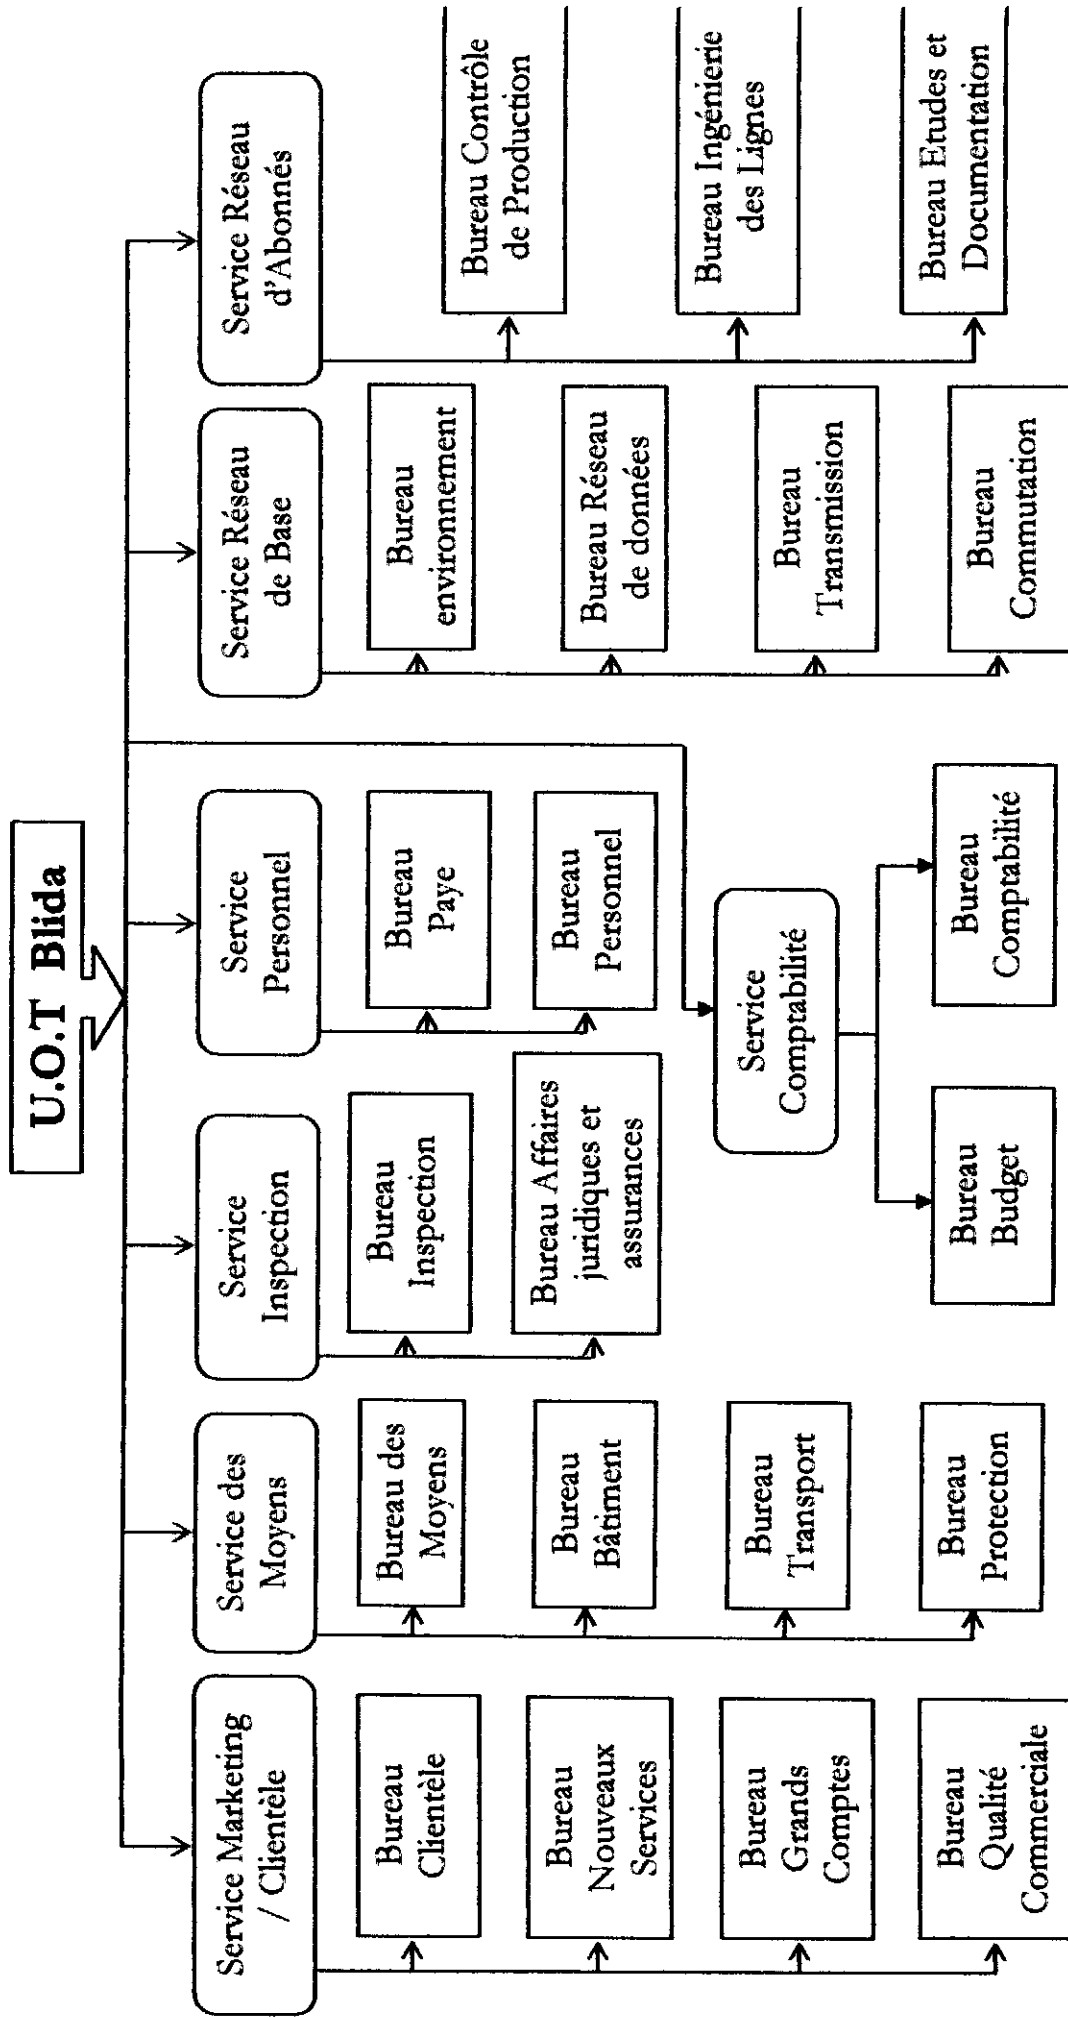 U.O.T Blida
Service Marketing
/ Clientèle
Service des
Moyens
Service
Inspection
Service
Personnel
Service Réseau
de Base
Service Réseau
d'Abonnés
Bureau
Clientèle
Bureau
Nouveaux
Services
Bureau
Grands
Comptes
Bureau
Qualité
Commerciale
Bureau des
Moyens
Bureau
Bâtiment
Bureau
Transport
Bureau
Protection
Bureau
Inspection
Bureau Affaires
juridiques et
assurances
Bureau
Paye
Bureau
Personnel
Service
Comptabilité
Bureau
Budget
Bureau
Comptabilité
Bureau
environnement
Bureau Réseau
de données
Bureau
Transmission
Bureau
Commutation
Bureau Contrôle
de Production
Bureau Ingénierie
des Lignes
Bureau Etudes et
Documentation